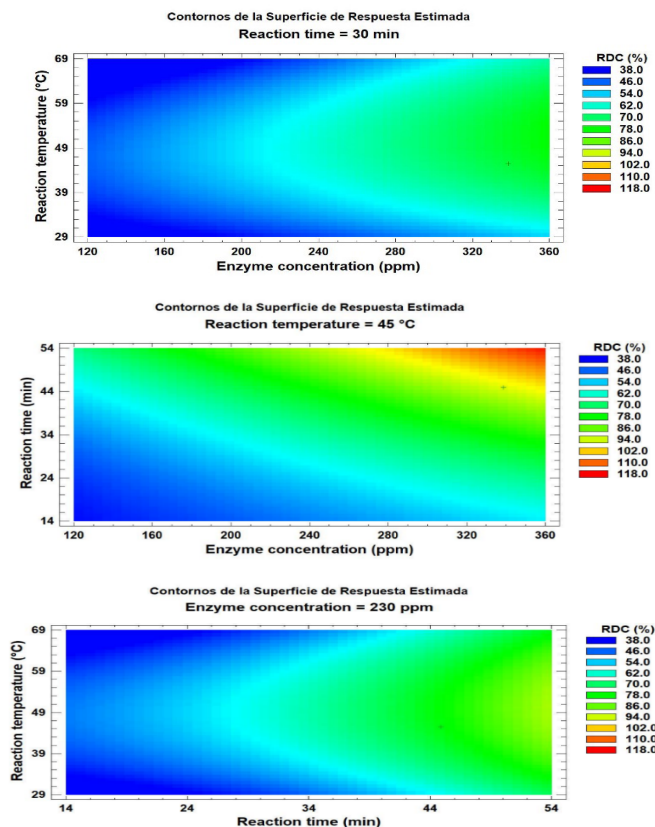 Contornos de la Superficie de Respuesta Estimada
Reaction time = 30 min
Reaction temperature (ºC)
69
59
49
39
29
120 160 200 240 280 320 360
Enzyme concentration (ppm)
RDC (%)
38.0
46.0
54.0
62.0
70.0
78.0
86.0
94.0
102.0
110.0
118.0
Contornos de la Superficie de Respuesta Estimada
Reaction temperature = 45 °C
Reaction time (min)
54
44
34
24
14
120 160 200 240 280 320 360
Enzyme concentration (ppm)
RDC (%)
38.0
46.0
54.0
62.0
70.0
78.0
86.0
94.0
102.0
110.0
118.0
Contornos de la Superficie de Respuesta Estimada
Enzyme concentration = 230 ppm
Reaction temperature (ºC)
69
59
49
39
29
14 24 34 44 54
Reaction time (min)
RDC (%)
38.0
46.0
54.0
62.0
70.0
78.0
86.0
94.0
102.0
110.0
118.0